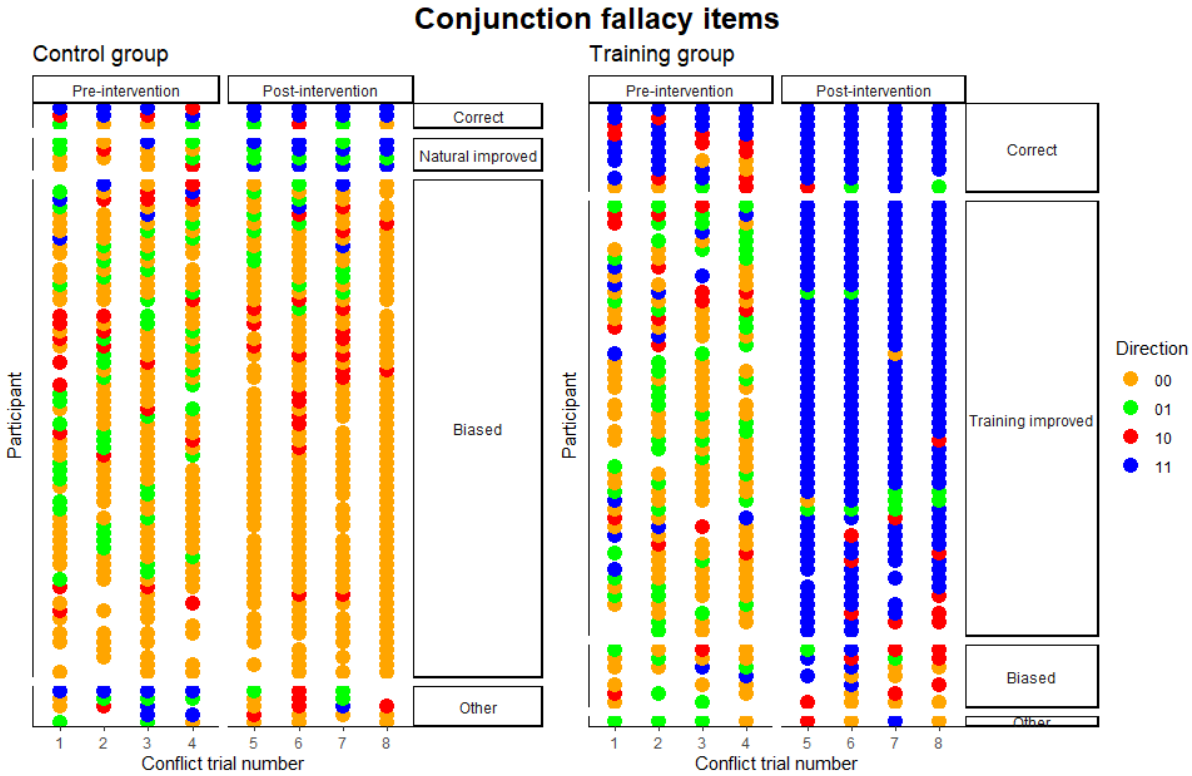 Conjunction fallacy items
Control group
Training group
Pre-intervention
Post-intervention
Pre-intervention
Post-intervention
Correct
Natural improved
Biased
Other
Correct
Training improved
Biased
Other
Participant
Participant
1 2 3 4 5 6 7 8
1 2 3 4 5 6 7 8
Conflict trial number
Conflict trial number
Direction
00
01
10
11